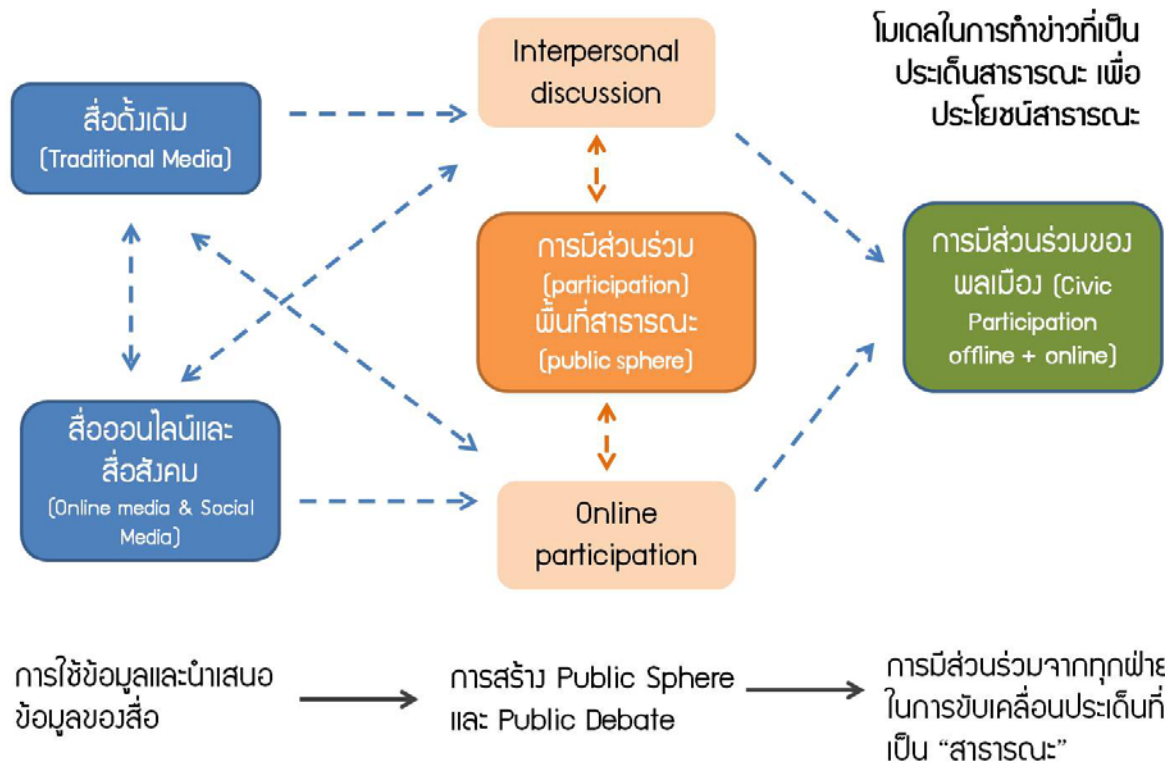 โมเดลในการทำข่าวที่เป็น
ประเด็นสาธารณะ เพื่อ
ประโยชน์สาธารณะ
สื่อดั้งเดิม
(Traditional Media)
Interpersonal
discussion
การมีส่วนร่วม
(participation)
พื้นที่สาธารณะ
(public sphere)
การมีส่วนร่วมของ
พลเมือง (Civic
Participation
offline + online)
สื่อออนไลน์และ
สื่อสังคม
(Online media & Social
Media)
Online
participation
การใช้ข้อมูลและนำเสนอ
ข้อมูลของสื่อ
การสร้าง Public Sphere
และ Public Debate
การมีส่วนร่วมจากทุกฝ่าย
ในการขับเคลื่อนประเด็นที่
เป็น “สาธารณะ”